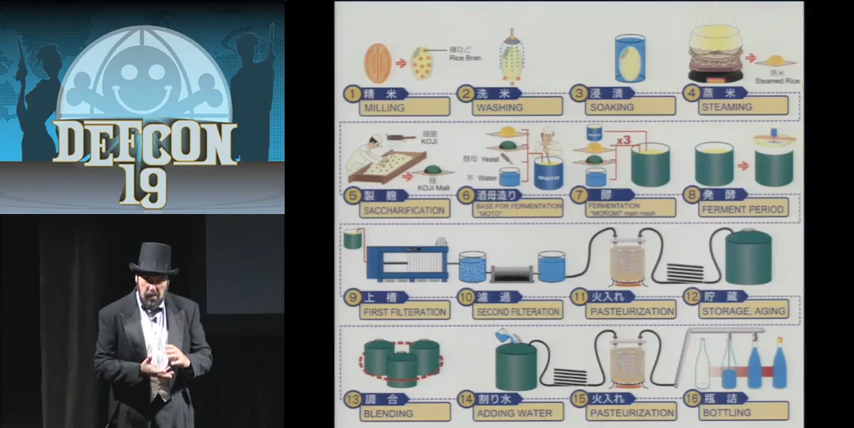 DEFCON
19
糠など
Rice Bran
蒸米
Steamed Rice
1 精米
MILLING
2 洗米
WASHING
3 浸漬
SOAKING
4 蒸米
STEAMING
KOJI
KOJI Malt
酵母 Yeast
水 Water
MOTO
x3
5 製麹
SACCHARIFICATION
6 酒母造り
BASE FOR FERMENTATION
"MOTO"
7 醪
FERMENTATION
"MOROMI" main mash
8 発酵
FERMENT PERIOD
9 上槽
FIRST FILTERATION
10 濾過
SECOND FILTERATION
11 火入れ
PASTEURIZATION
12 貯蔵
STORAGE, AGING
13 調合
BLENDING
14 割り水
ADDING WATER
15 火入れ
PASTEURIZATION
16 瓶詰
BOTTLING